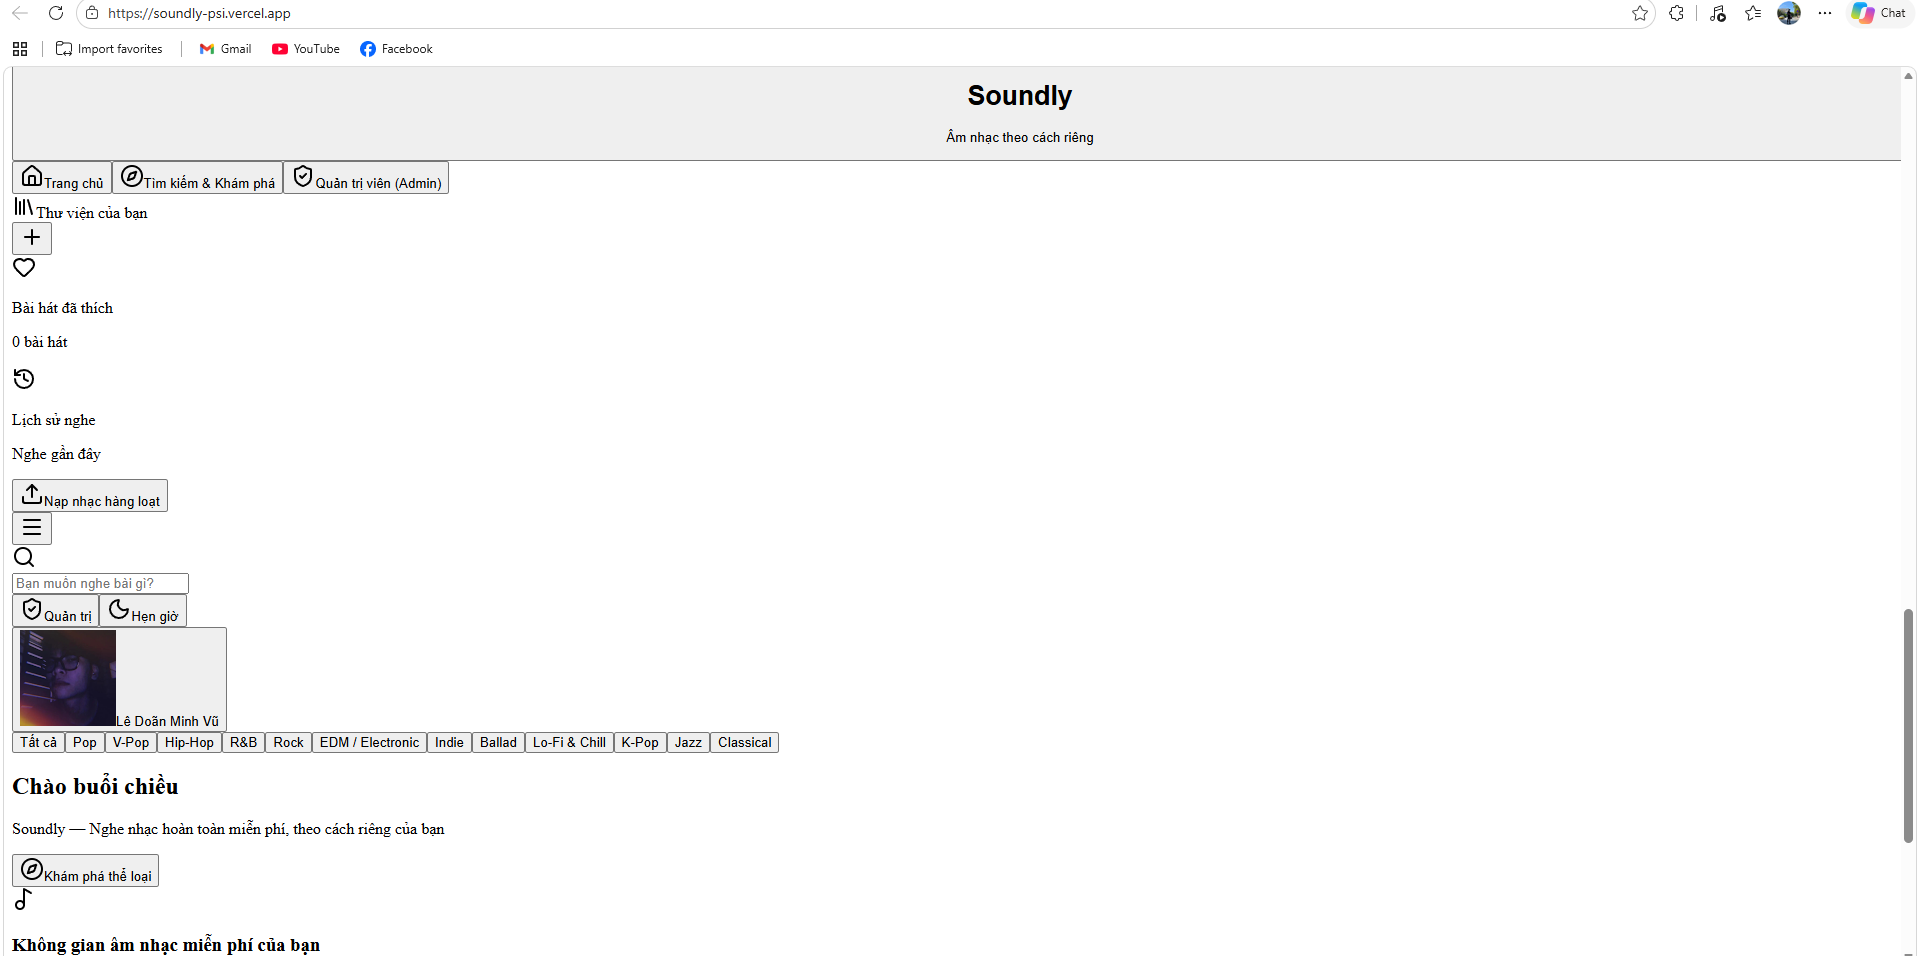 https://soundly-psi.vercel.app
Chat
Import favorites
Gmail
YouTube
Facebook
Soundly
Âm nhạc theo cách riêng
Trang chủ
Tìm kiếm & Khám phá
Quản trị viên (Admin)
Thư viện của bạn
Bài hát đã thích
0 bài hát
Lịch sử nghe
Nghe gần đây
Nạp nhạc hàng loạt
Bạn muốn nghe bài gì?
Quản trị
Hẹn giờ
Lê Doãn Minh Vũ
Tất cả
Pop
V-Pop
Hip-Hop
R&B
Rock
EDM / Electronic
Indie
Ballad
Lo-Fi & Chill
K-Pop
Jazz
Classical
Chào buổi chiều
Soundly — Nghe nhạc hoàn toàn miễn phí, theo cách riêng của bạn
Khám phá thể loại
Không gian âm nhạc miễn phí của bạn